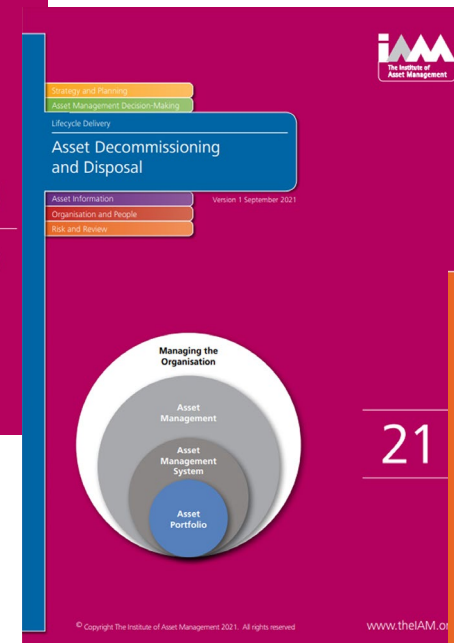 iAM
The Institute of
Asset Management
Strategy and Planning
Asset Management Decision-Making
Lifecycle Delivery
Asset Decommissioning
and Disposal
Asset Information
Version 1 September 2021
Organisation and People
Risk and Review
Managing the
Organisation
Asset
Management
Asset
Management
System
Asset
Portfolio
21
© Copyright The Institute of Asset Management 2021. All rights reserved
www.theIAM.or